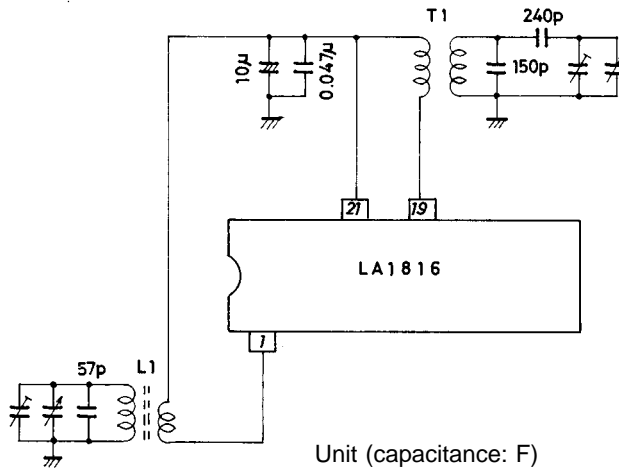 T1
240p
10µ
0.047µ
150p
21
19
LA1816
1
57p
L1
Unit (capacitance: F)